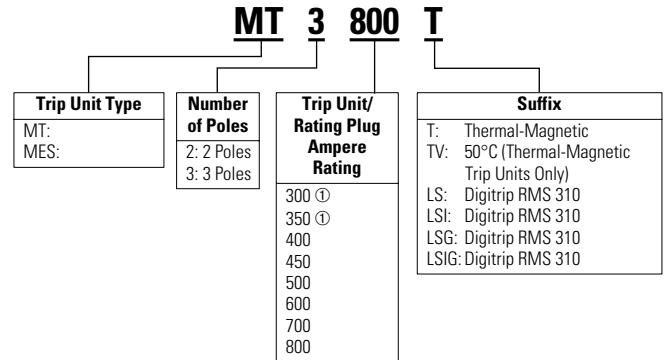 MT 3 800 T
Trip Unit Type
MT:
MES:
Number
of Poles
2: 2 Poles
3: 3 Poles
Trip Unit/
Rating Plug
Ampere
Rating
300 ①
350 ①
400
450
500
600
700
800
Suffix
T: Thermal-Magnetic
TV: 50°C (Thermal-Magnetic
Trip Units Only)
LS: Digitrip RMS 310
LSI: Digitrip RMS 310
LSG: Digitrip RMS 310
LSIG: Digitrip RMS 310